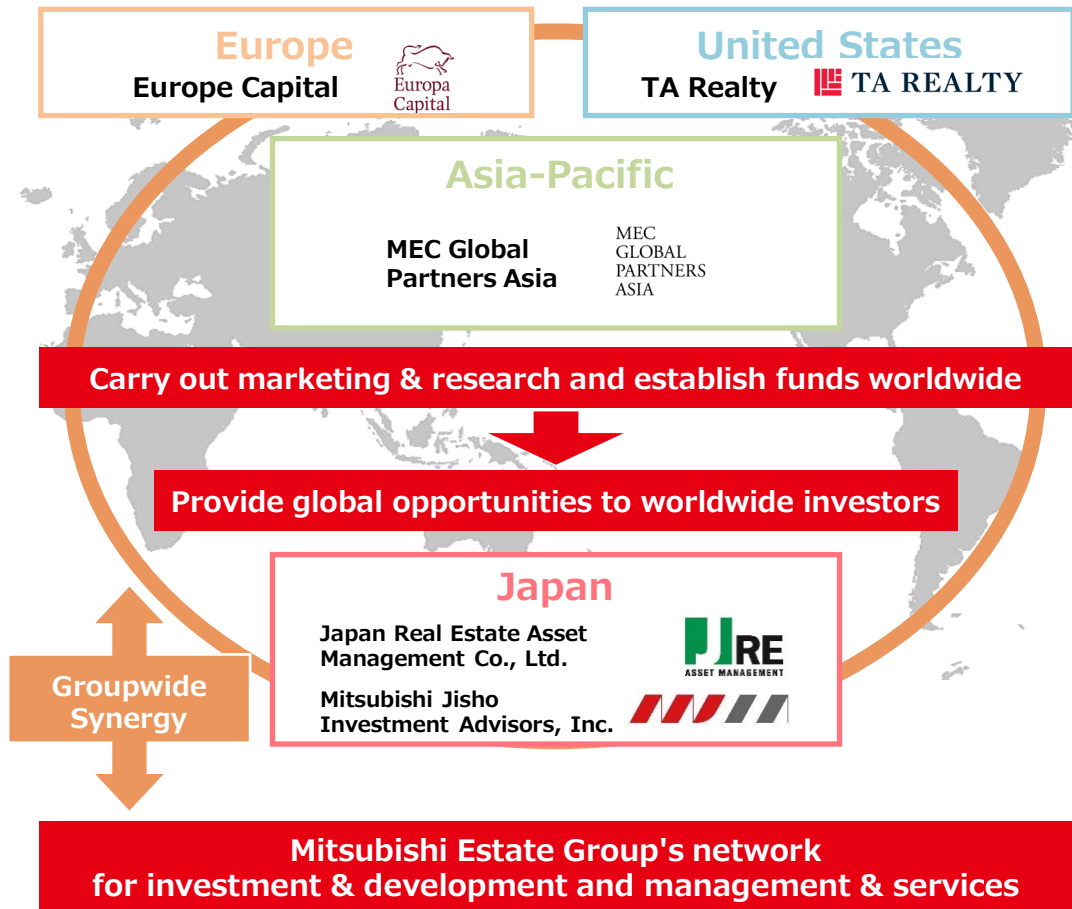 Europe
Europe Capital
Europa
Capital
United States
TA Realty
TA REALTY
Asia-Pacific
MEC Global
Partners Asia
MEC
GLOBAL
PARTNERS
ASIA
Carry out marketing & research and establish funds worldwide
Provide global opportunities to worldwide investors
Japan
Japan Real Estate Asset
Management Co., Ltd.
JRE
ASSET MANAGEMENT
Mitsubishi Jisho
Investment Advisors, Inc.
Groupwide
Synergy
Mitsubishi Estate Group's network
for investment & development and management & services